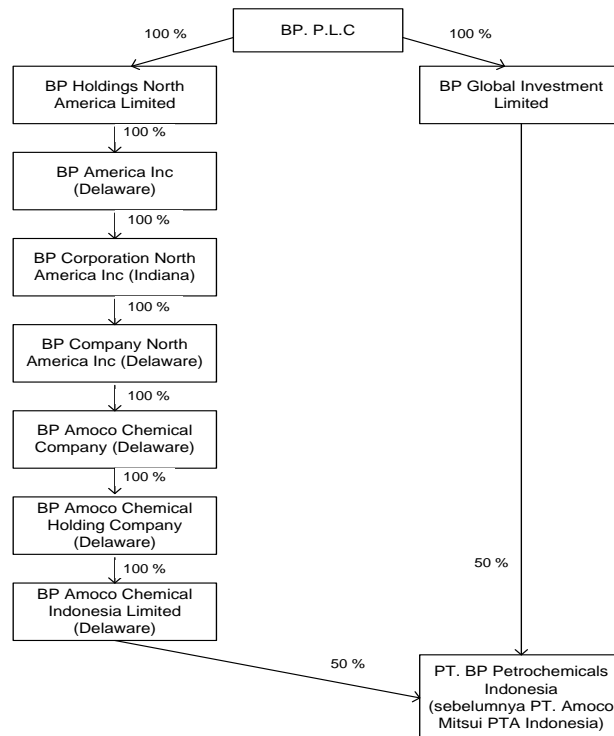 BP. P.L.C
100 %
100 %
BP Holdings North
America Limited
BP Global Investment
Limited
100 %
BP America Inc
(Delaware)
100 %
BP Corporation North
America Inc (Indiana)
100 %
BP Company North
America Inc (Delaware)
100 %
BP Amoco Chemical
Company (Delaware)
100 %
BP Amoco Chemical
Holding Company
(Delaware)
100 %
50 %
BP Amoco Chemical
Indonesia Limited
(Delaware)
50 %
PT. BP Petrochemicals
Indonesia
(sebelumnya PT. Amoco
Mitsui PTA Indonesia)